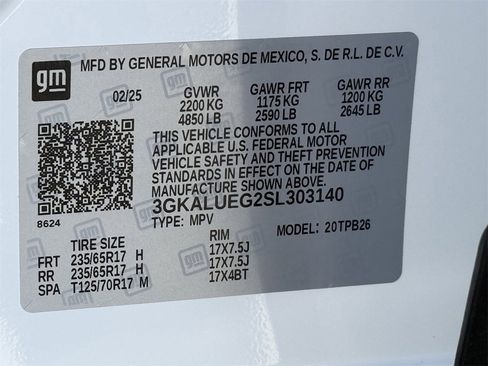 gm
MFD BY GENERAL MOTORS DE MEXICO, S. DE R.L. DE C.V.
02/25 GVWR GAWR FRT GAWR RR
2200 KG 1175 KG 1200 KG
4850 LB 2590 LB 2645 LB
THIS VEHICLE CONFORMS TO ALL
APPLICABLE U.S. FEDERAL MOTOR
VEHICLE SAFETY AND THEFT PREVENTION
STANDARDS IN EFFECT ON THE DATE OF
MANUFACTURE SHOWN ABOVE.
3GKALUEG2SL303140
8624 TYPE: MPV MODEL: 20TPB26
TIRE SIZE RIM
FRT 235/65R17 H 17X7.5J
RR 235/65R17 H 17X7.5J
SPA T125/70R17 M 17X4BT